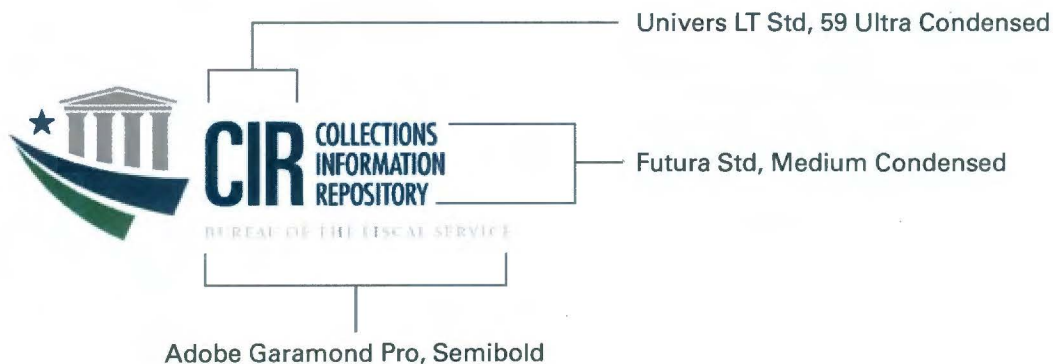 Univers LT Std, 59 Ultra Condensed
CIR
COLLECTIONS
INFORMATION
REPOSITORY
Futura Std, Medium Condensed
BUREAU OF THE FISCAL SERVICE
Adobe Garamond Pro, Semibold